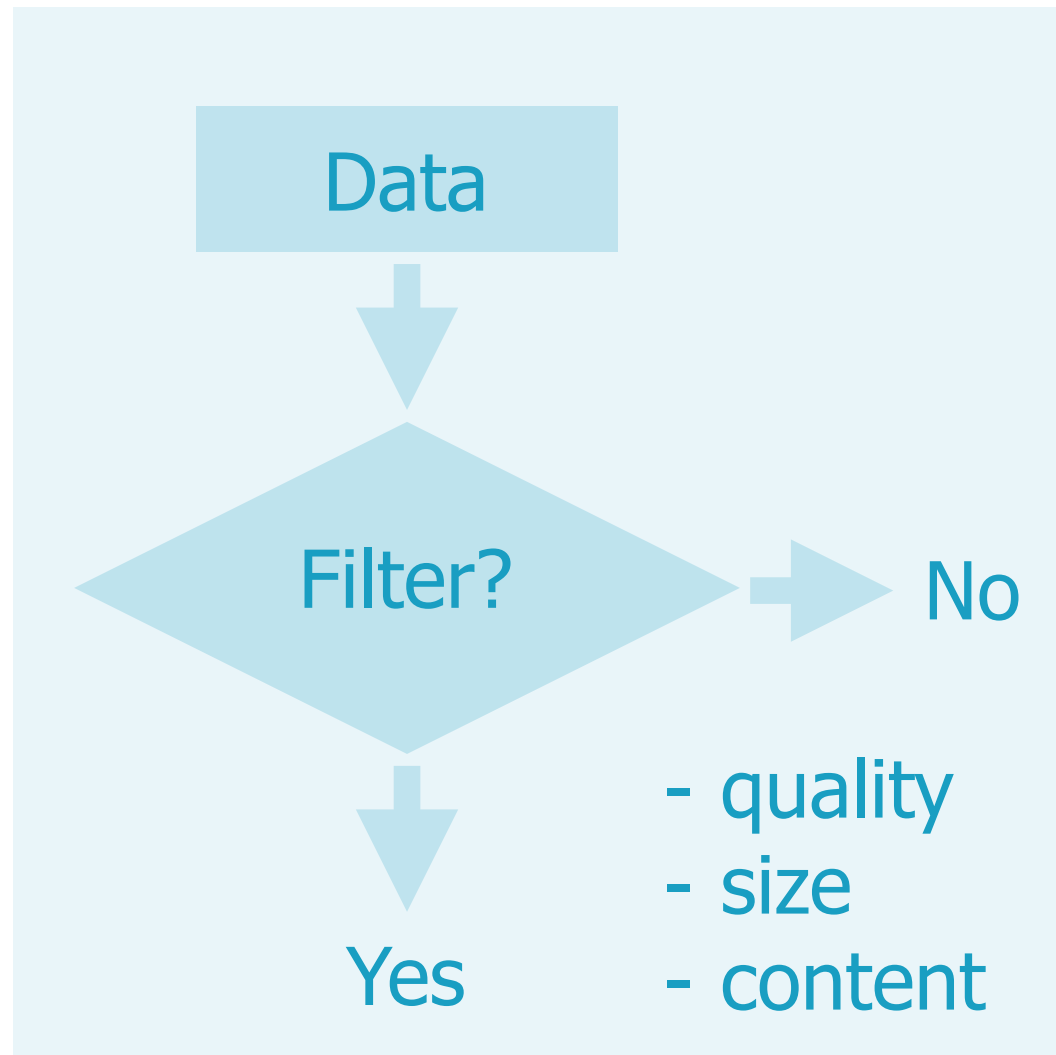 Data
Filter?
No
- quality
- size
- content
Yes